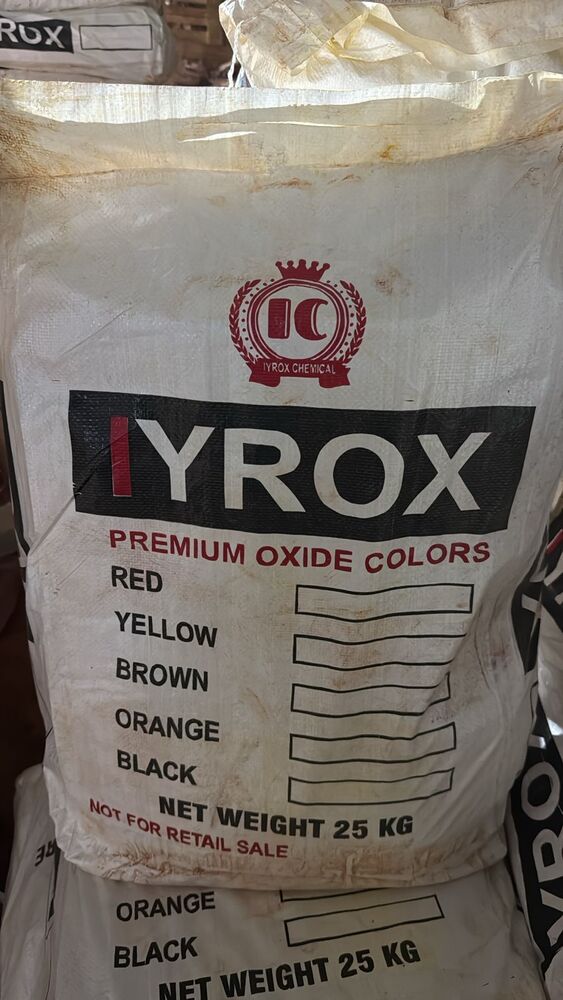 ROX
IC
IYROX CHEMICAL
IYROX
PREMIUM OXIDE COLORS
RED
YELLOW
BROWN
ORANGE
BLACK
NET WEIGHT 25 KG
NOT FOR RETAIL SALE
ORANGE
BLACK
NET WEIGHT 25 KG
YRO